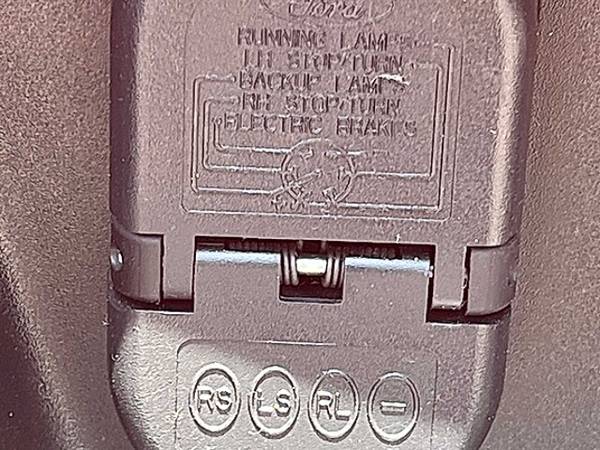 Ford
RUNNING LAMPS
LH STOP/TURN
BACKUP LAMPS
RH STOP/TURN
ELECTRIC BRAKES
RS LS RL =